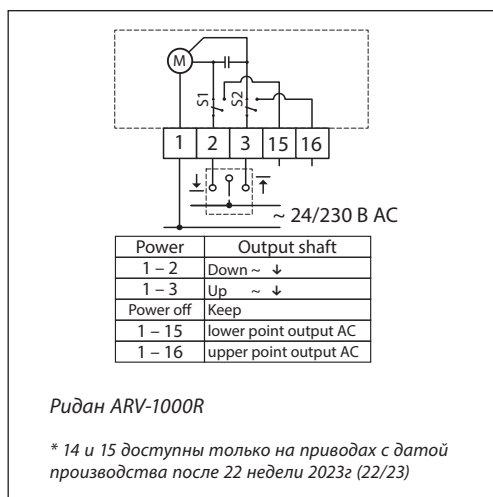 M
S1
S2
1 2 3 15 16
~ 24/230 В AC
Power Output shaft
1 – 2 Down ~ ↓
1 – 3 Up ~ ↓
Power off Keep
1 – 15 lower point output AC
1 – 16 upper point output AC
Ридан ARV-1000R
* 14 и 15 доступны только на приводах с датой
производства после 22 недели 2023г (22/23)